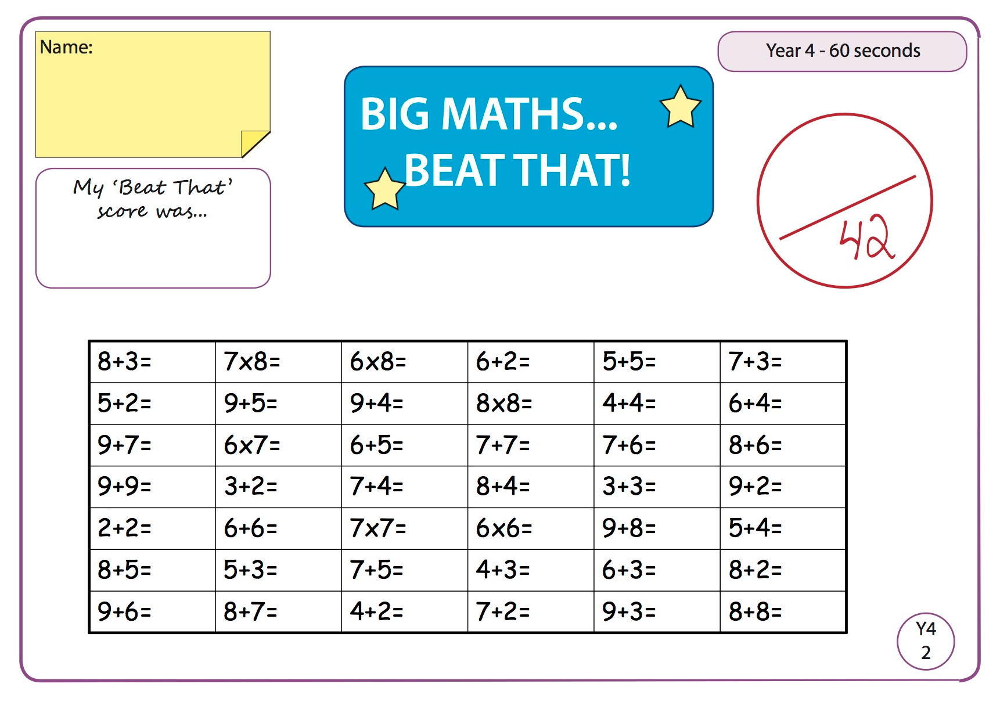 Name:
Year 4 - 60 seconds
BIG MATHS...
BEAT THAT!
My ‘Beat That’
score was...
42
8+3= 7x8= 6x8= 6+2= 5+5= 7+3=
5+2= 9+5= 9+4= 8x8= 4+4= 6+4=
9+7= 6x7= 6+5= 7+7= 7+6= 8+6=
9+9= 3+2= 7+4= 8+4= 3+3= 9+2=
2+2= 6+6= 7x7= 6x6= 9+8= 5+4=
8+5= 5+3= 7+5= 4+3= 6+3= 8+2=
9+6= 8+7= 4+2= 7+2= 9+3= 8+8=
Y4
2